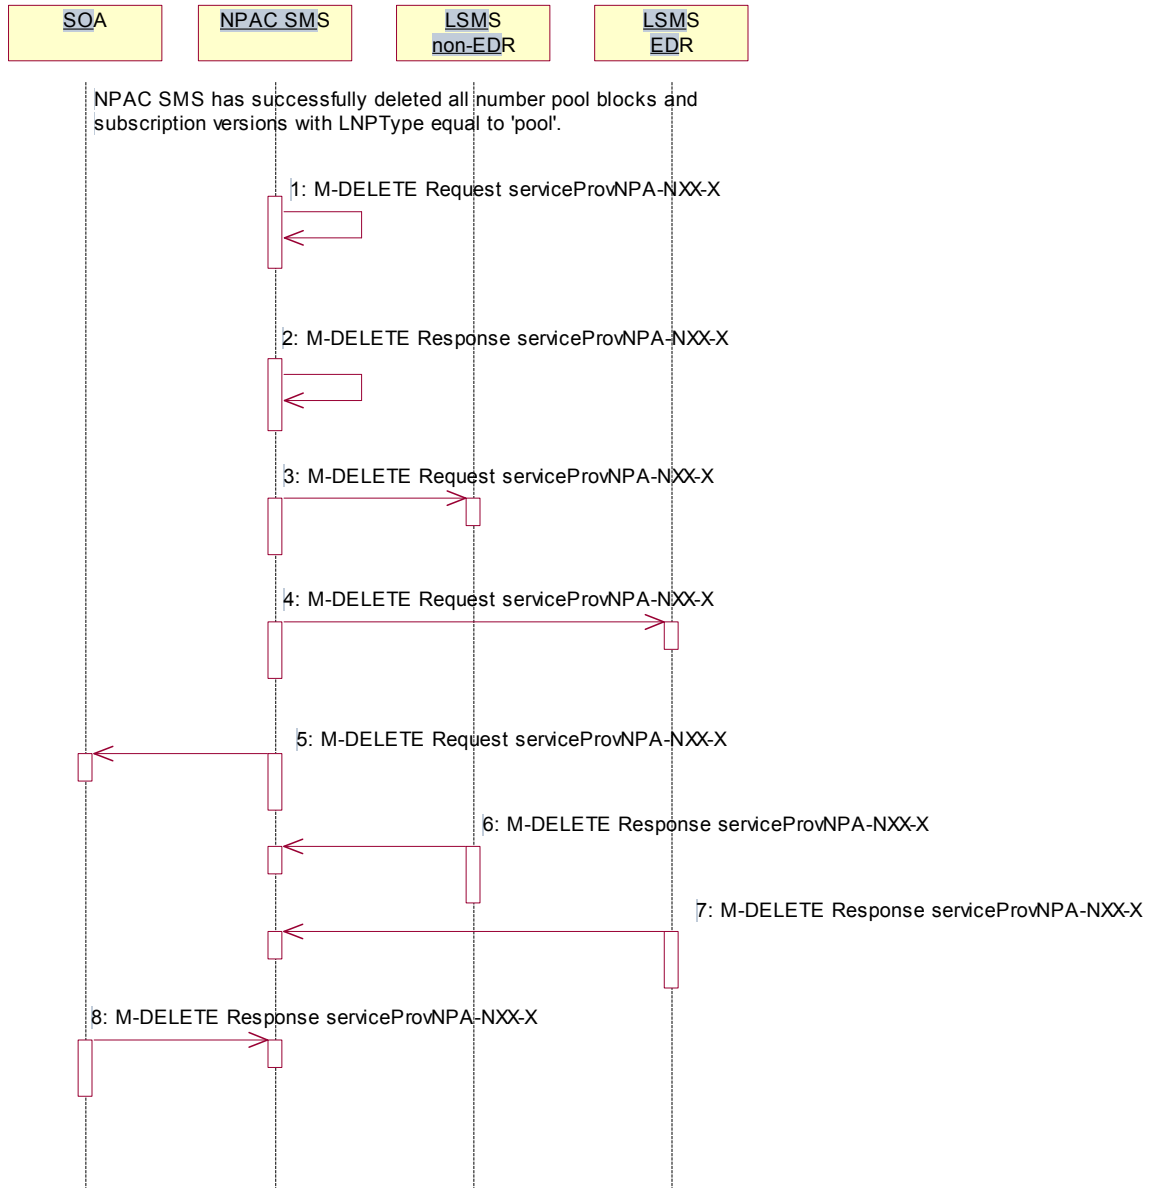 SOA
NPAC SMS
LSMS
non-EDR
LSMS
EDR
NPAC SMS has successfully deleted all number pool blocks and
subscription versions with LNPType equal to 'pool'.
1: M-DELETE Request serviceProvNPA-NXX-X
2: M-DELETE Response serviceProvNPA-NXX-X
3: M-DELETE Request serviceProvNPA-NXX-X
4: M-DELETE Request serviceProvNPA-NXX-X
5: M-DELETE Request serviceProvNPA-NXX-X
6: M-DELETE Response serviceProvNPA-NXX-X
7: M-DELETE Response serviceProvNPA-NXX-X
8: M-DELETE Response serviceProvNPA-NXX-X